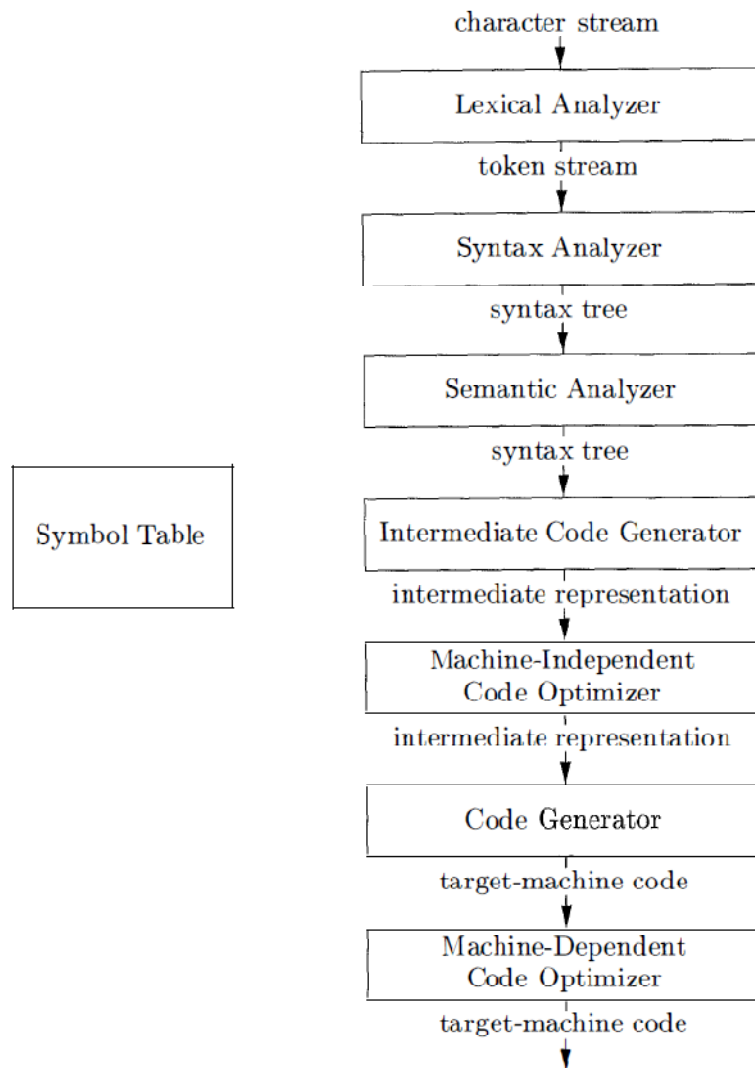 character stream
Lexical Analyzer
token stream
Syntax Analyzer
syntax tree
Semantic Analyzer
syntax tree
Symbol Table
Intermediate Code Generator
intermediate representation
Machine-Independent
Code Optimizer
intermediate representation
Code Generator
target-machine code
Machine-Dependent
Code Optimizer
target-machine code